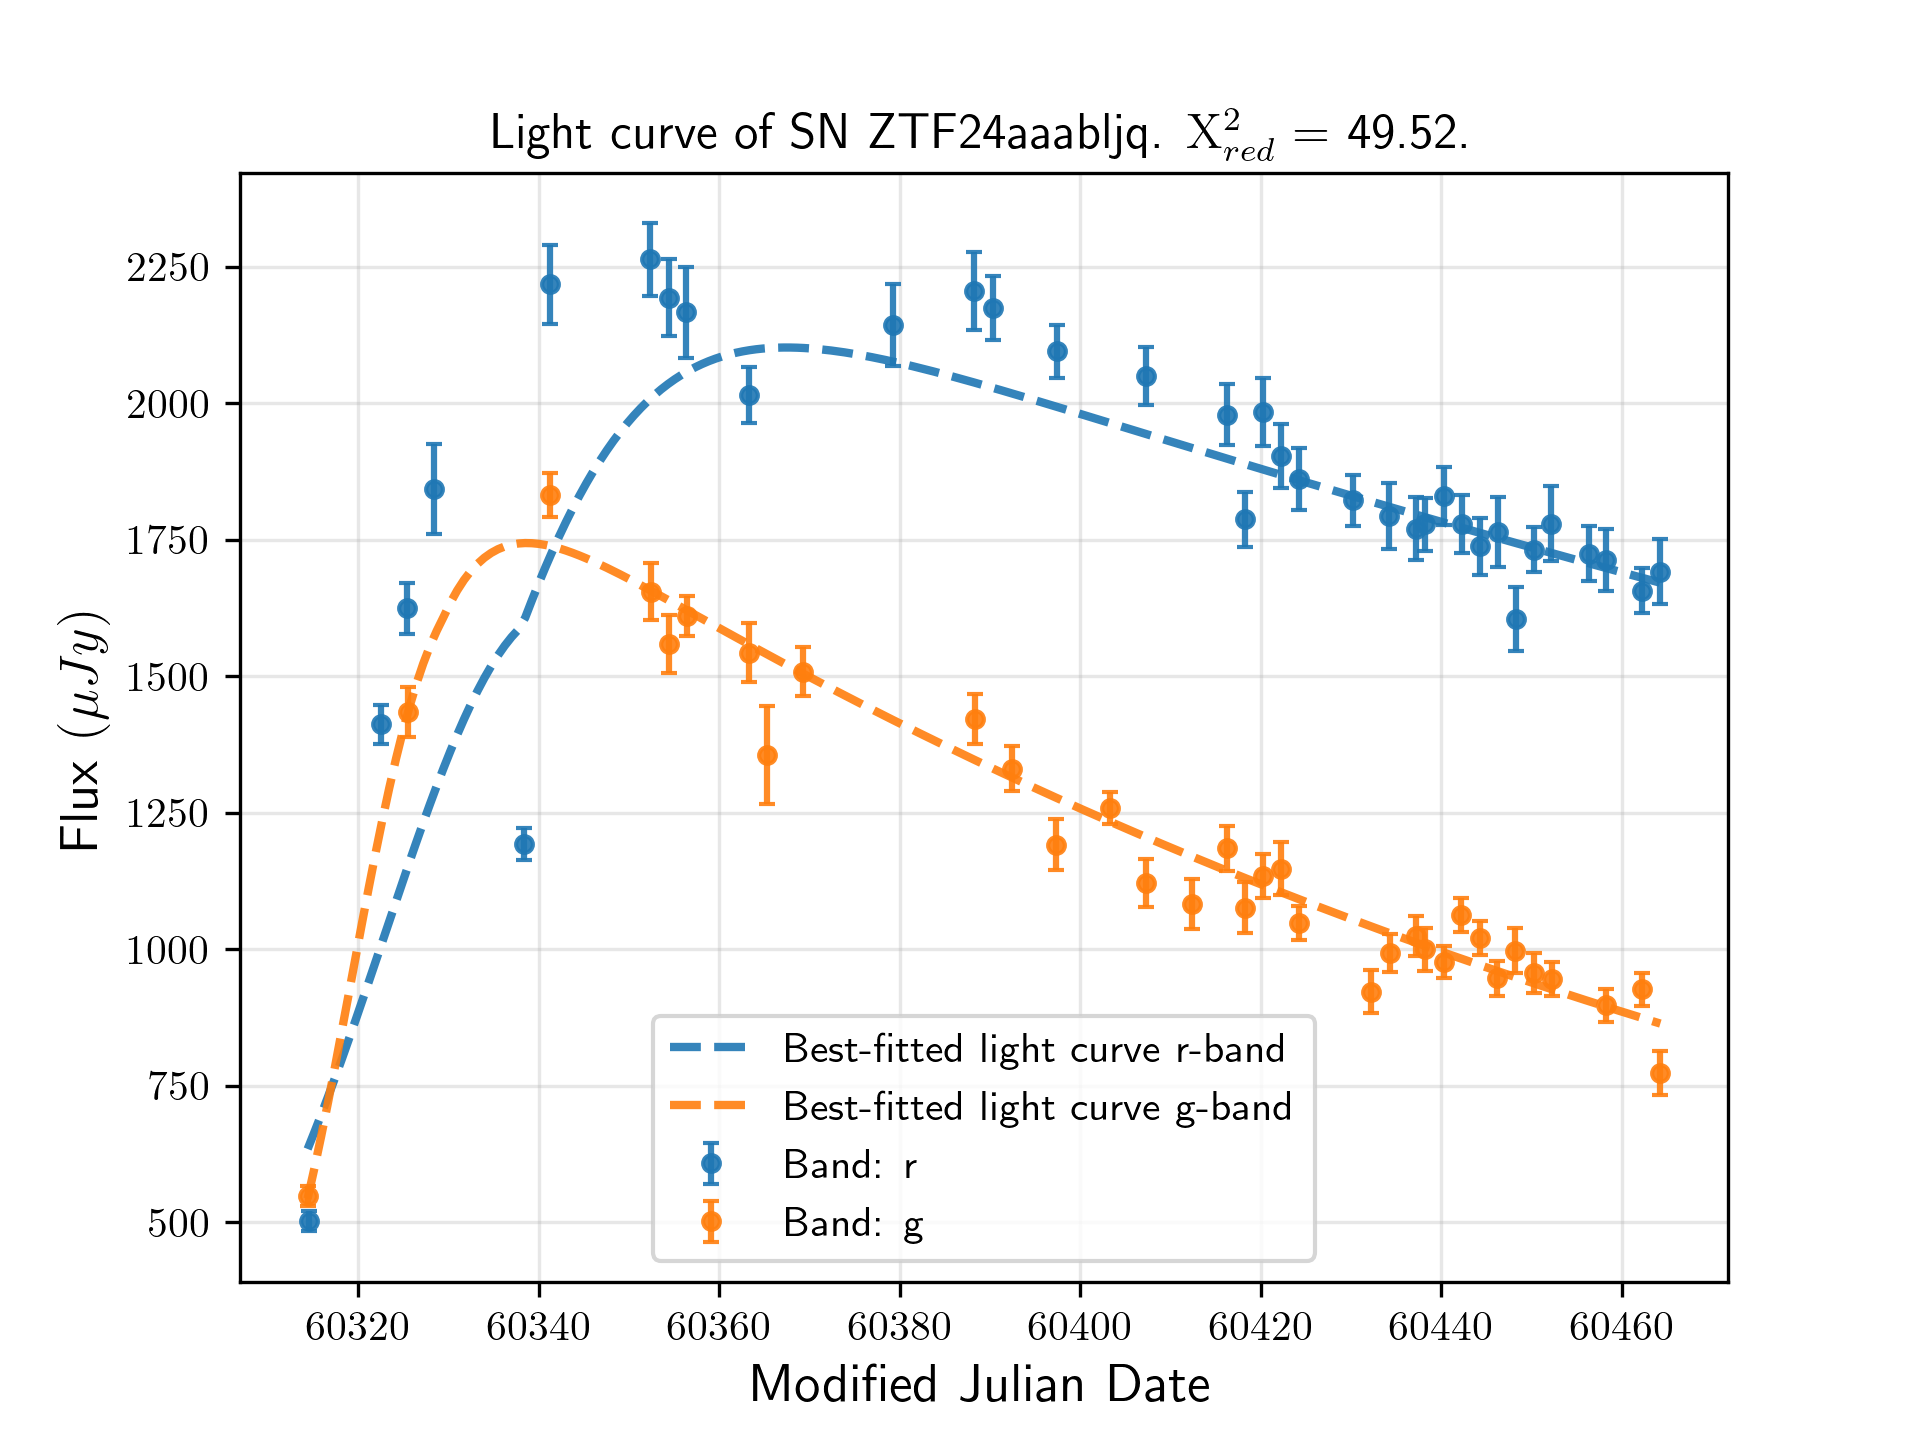 Light curve of SN ZTF24aaabljq. X²_red = 49.52.
Flux (μJy)
2250
2000
1750
1500
1250
1000
750
500
Best-fitted light curve r-band
Best-fitted light curve g-band
Band: r
Band: g
60320 60340 60360 60380 60400 60420 60440 60460
Modified Julian Date